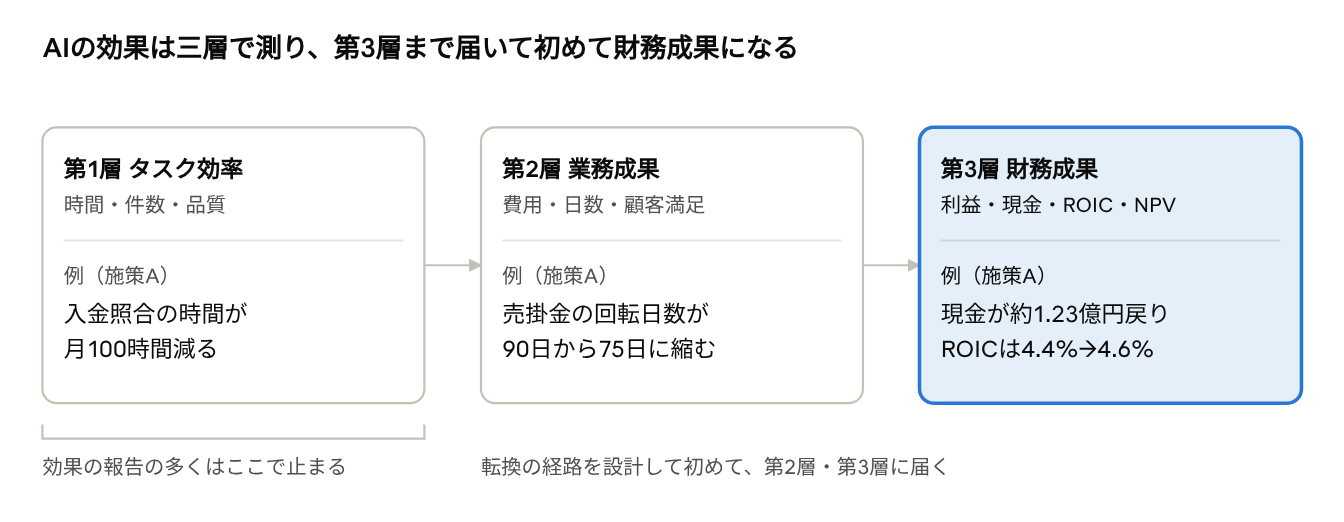 AIの効果は三層で測り、第3層まで届いて初めて財務成果になる
第1層 タスク効率
時間・件数・品質
例（施策A）
入金照合の時間が
月100時間減る
第2層 業務成果
費用・日数・顧客満足
例（施策A）
売掛金の回転日数が
90日から75日に縮む
第3層 財務成果
利益・現金・ROIC・NPV
例（施策A）
現金が約1.23億円戻り
ROICは4.4%→4.6%
効果の報告の多くはここで止まる
転換の経路を設計して初めて、第2層・第3層に届く